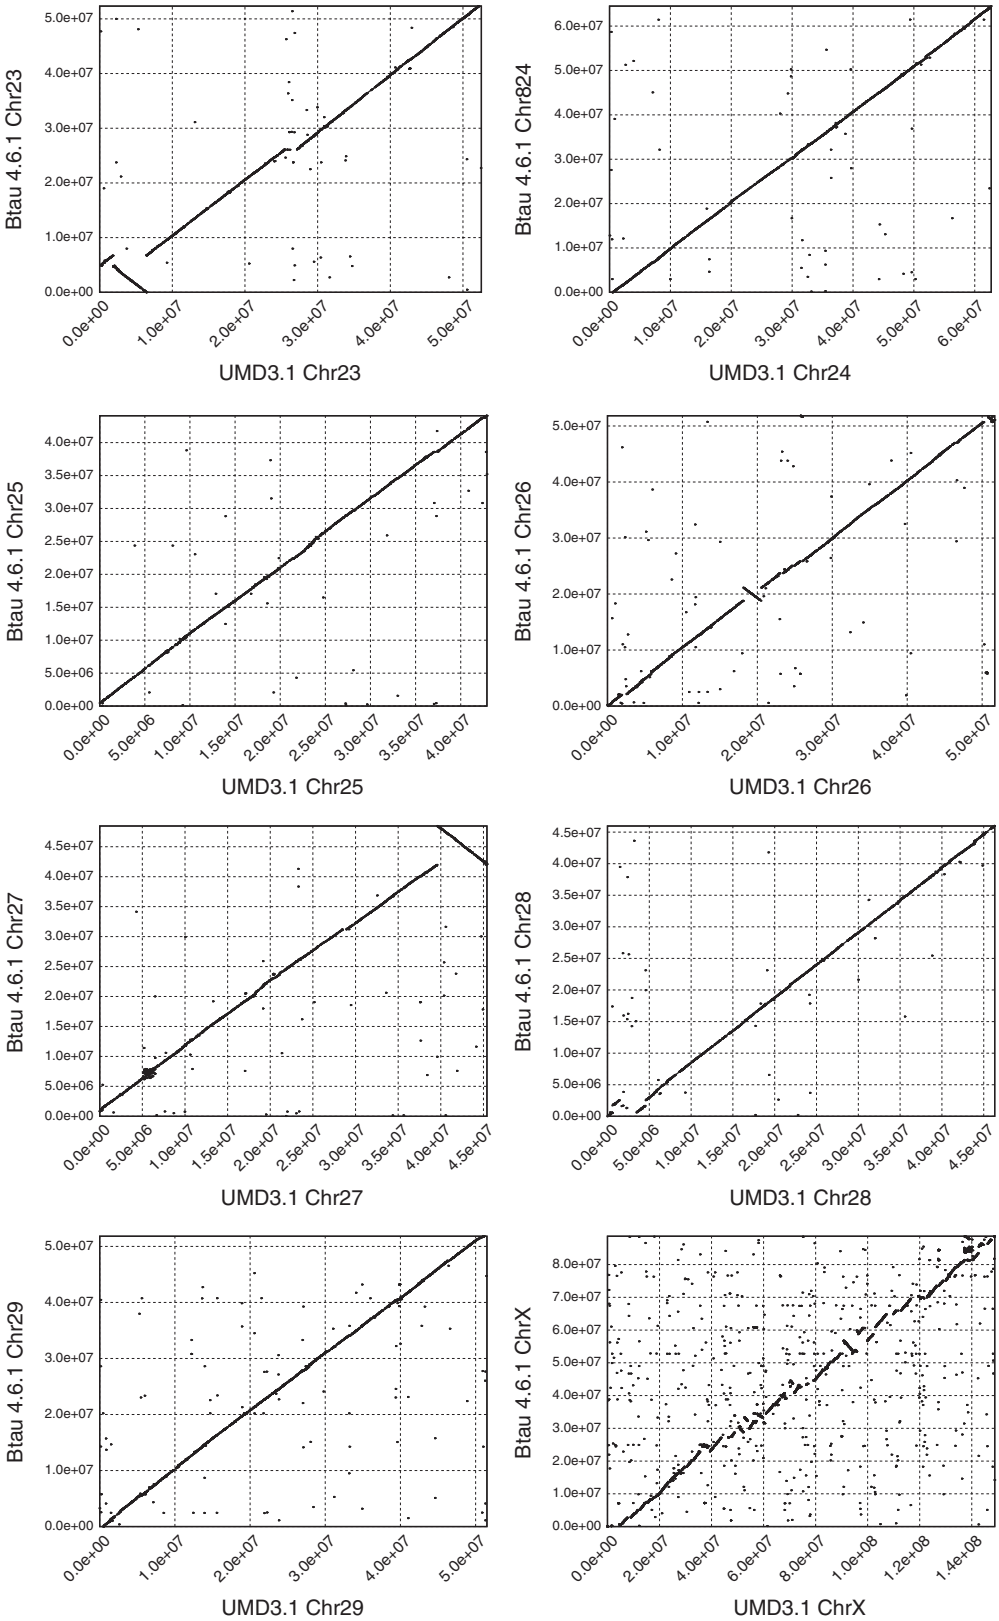 5.0e+07
4.0e+07
3.0e+07
2.0e+07
1.0e+07
0.0e+00
Btau 4.6.1 Chr23
0.0e+00
1.0e+07
2.0e+07
3.0e+07
4.0e+07
5.0e+07
UMD3.1 Chr23
6.0e+07
5.0e+07
4.0e+07
3.0e+07
2.0e+07
1.0e+07
0.0e+00
Btau 4.6.1 Chr824
0.0e+00
1.0e+07
2.0e+07
3.0e+07
4.0e+07
5.0e+07
6.0e+07
UMD3.1 Chr24
4.0e+07
3.5e+07
3.0e+07
2.5e+07
2.0e+07
1.5e+07
1.0e+07
5.0e+06
0.0e+00
Btau 4.6.1 Chr25
0.0e+00
5.0e+06
1.0e+07
1.5e+07
2.0e+07
2.5e+07
3.0e+07
3.5e+07
4.0e+07
UMD3.1 Chr25
5.0e+07
4.0e+07
3.0e+07
2.0e+07
1.0e+07
0.0e+00
Btau 4.6.1 Chr26
0.0e+00
1.0e+07
2.0e+07
3.0e+07
4.0e+07
5.0e+07
UMD3.1 Chr26
4.5e+07
4.0e+07
3.5e+07
3.0e+07
2.5e+07
2.0e+07
1.5e+07
1.0e+07
5.0e+06
0.0e+00
Btau 4.6.1 Chr27
0.0e+00
5.0e+06
1.0e+07
1.5e+07
2.0e+07
2.5e+07
3.0e+07
3.5e+07
4.0e+07
4.5e+07
UMD3.1 Chr27
4.5e+07
4.0e+07
3.5e+07
3.0e+07
2.5e+07
2.0e+07
1.5e+07
1.0e+07
5.0e+06
0.0e+00
Btau 4.6.1 Chr28
0.0e+00
5.0e+06
1.0e+07
1.5e+07
2.0e+07
2.5e+07
3.0e+07
3.5e+07
4.0e+07
4.5e+07
UMD3.1 Chr28
5.0e+07
4.0e+07
3.0e+07
2.0e+07
1.0e+07
0.0e+00
Btau 4.6.1 Chr29
0.0e+00
1.0e+07
2.0e+07
3.0e+07
4.0e+07
5.0e+07
UMD3.1 Chr29
8.0e+07
7.0e+07
6.0e+07
5.0e+07
4.0e+07
3.0e+07
2.0e+07
1.0e+07
0.0e+00
Btau 4.6.1 ChrX
0.0e+00
2.0e+07
4.0e+07
6.0e+07
8.0e+07
1.0e+08
1.2e+08
1.4e+08
UMD3.1 ChrX